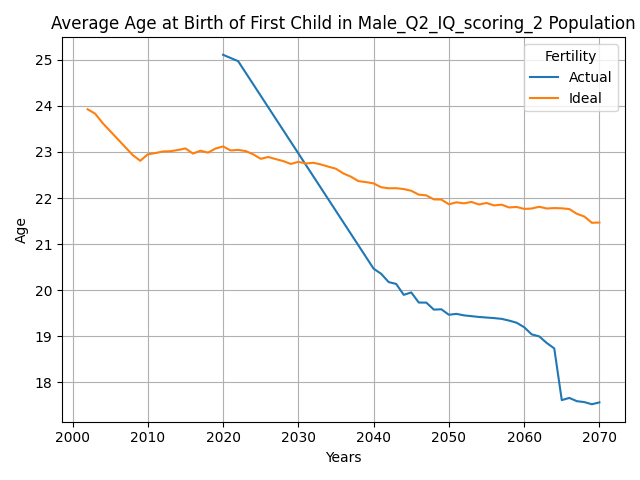 Average Age at Birth of First Child in Male_Q2_IQ_scoring_2 Population
Fertility
Actual
Ideal
Age
25
24
23
22
21
20
19
18
2000 2010 2020 2030 2040 2050 2060 2070
Years